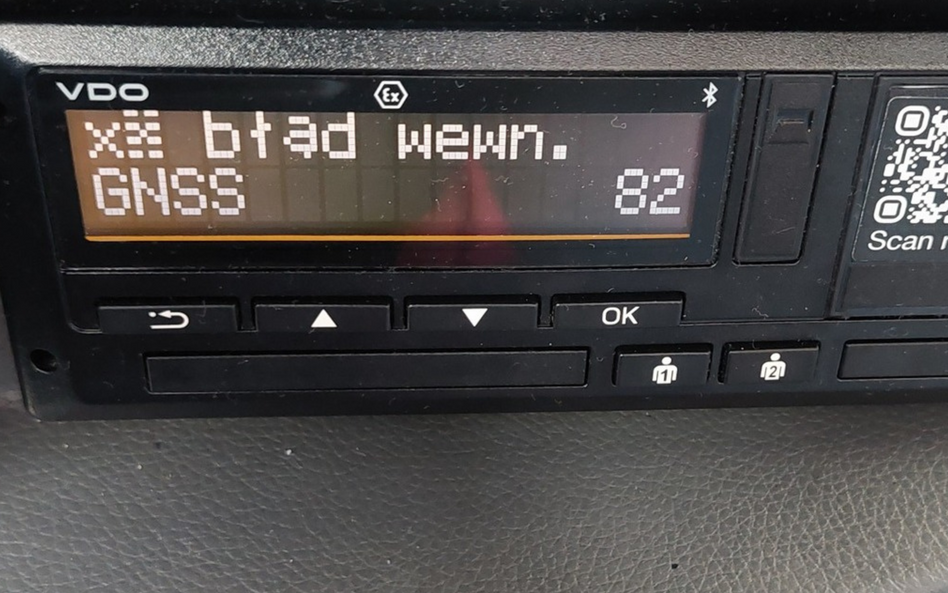 VDO
Ex
x błąd wewn.
GNSS 82
OK
1 2
Scan